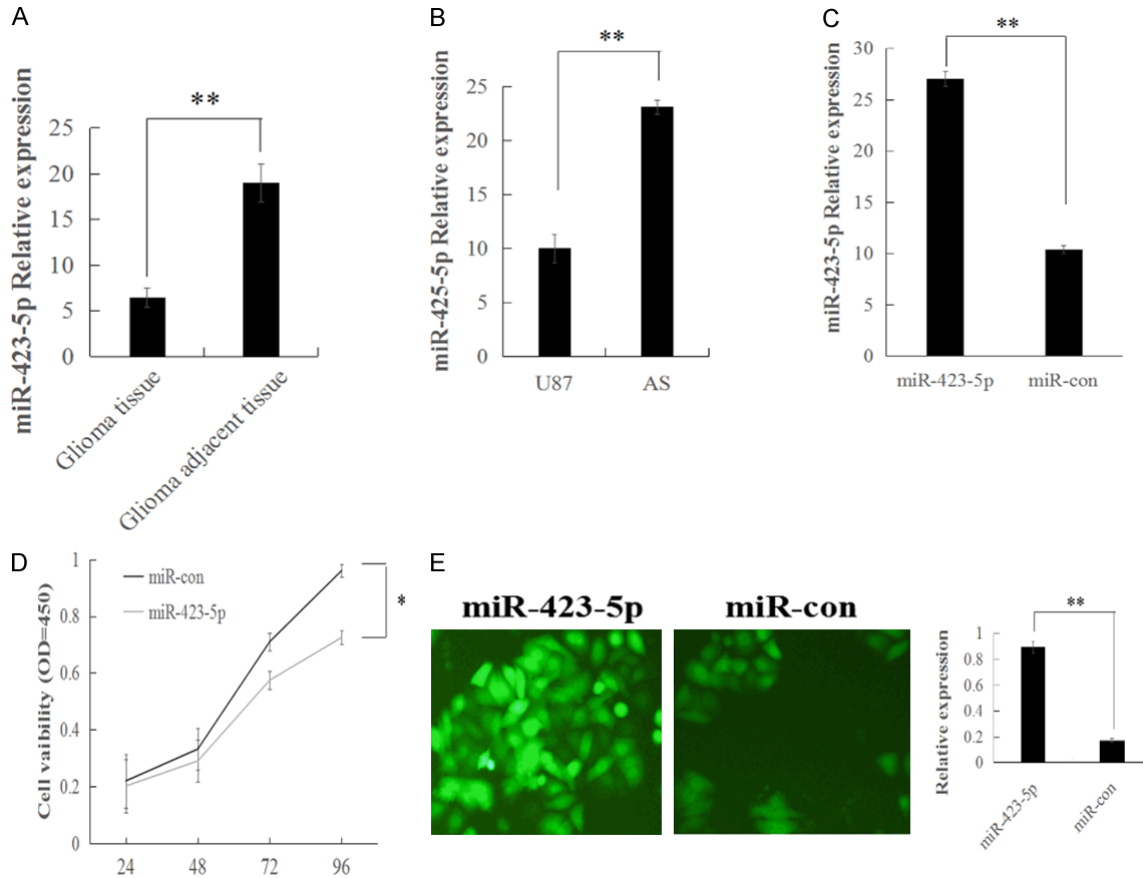 A
miR-423-5p Relative expression
25
20
15
10
5
0
**
Glioma tissue
Glioma adjacent tissue
B
miR-425-5p Relative expression
25
20
15
10
5
0
**
U87
AS
C
miR-423-5p Relative expression
30
25
20
15
10
5
0
**
miR-423-5p
miR-con
D
Cell vaibility (OD=450)
1
0.8
0.6
0.4
0.2
0
miR-con
miR-423-5p
*
24
48
72
96
E
miR-423-5p
miR-con
Relative expression
1
0.8
0.6
0.4
0.2
0
**
miR-423-5p
miR-con